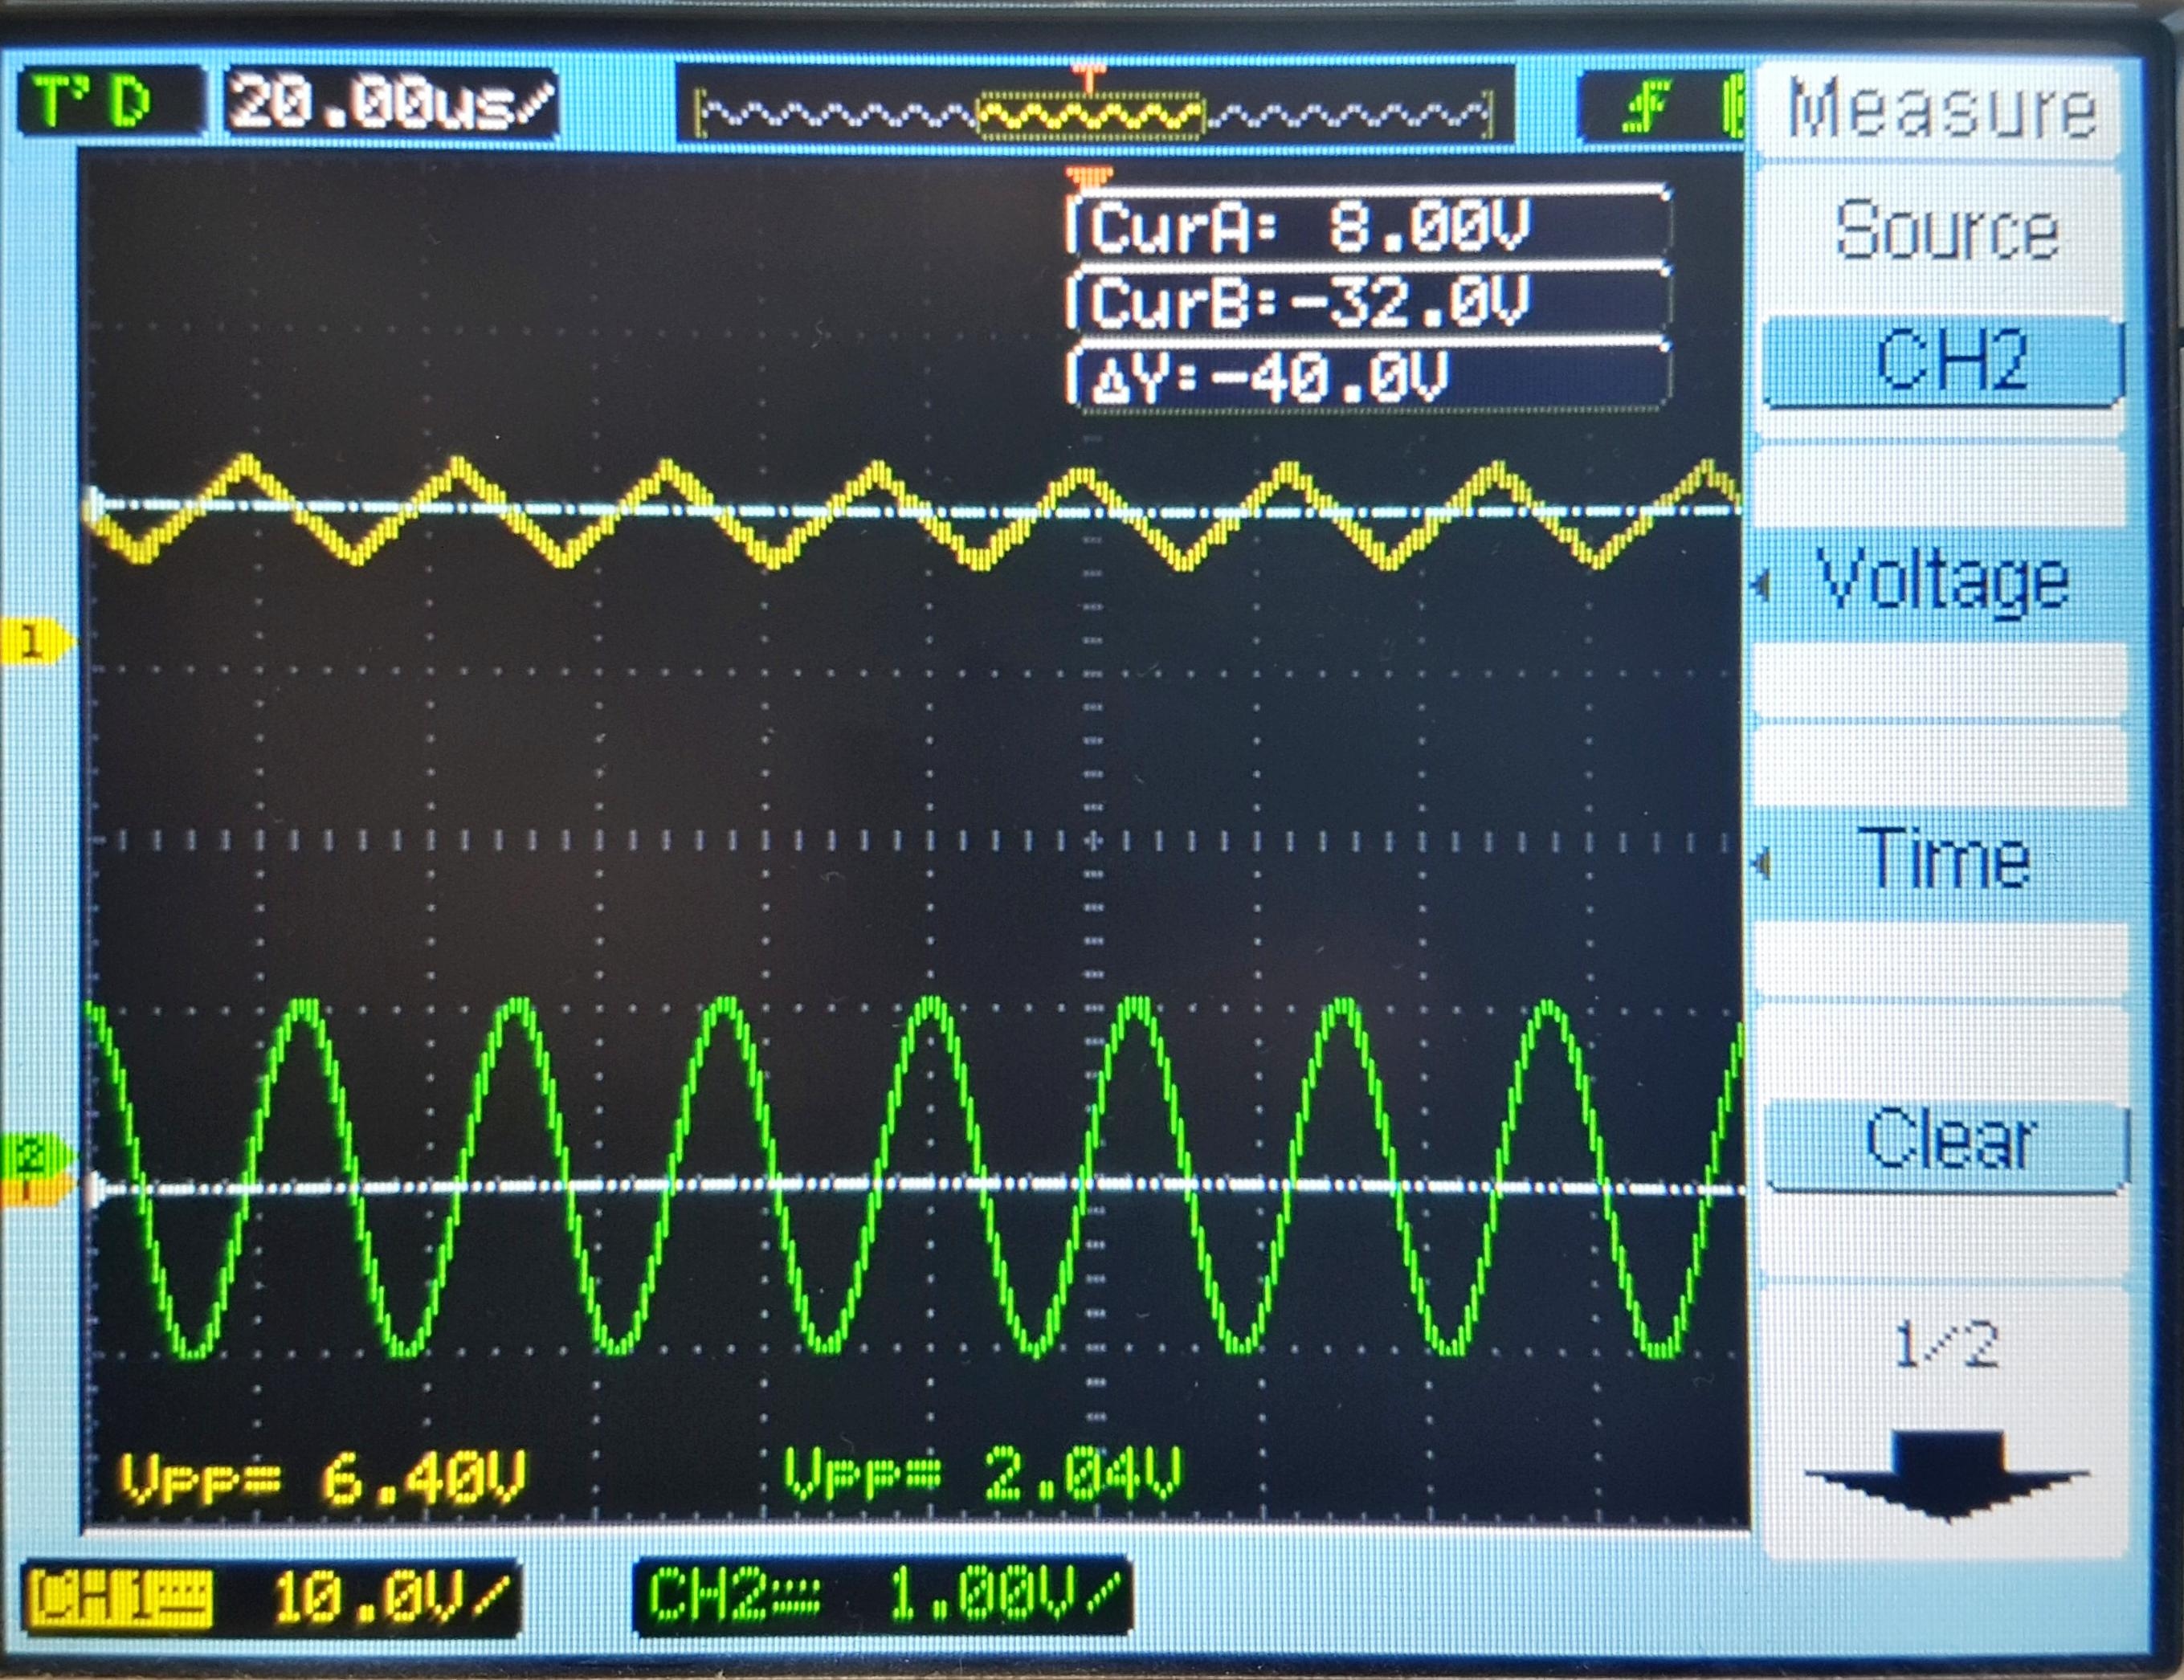 T'D 20.00us/ T
Measure
CurA: 8.00V
CurB:-32.0V
ΔY:-40.0V
Source
CH2
Voltage
1
Time
2
Clear
1/2
Vpp= 6.40V Vpp= 2.04V
CH1 10.0V/ CH2 1.00V/